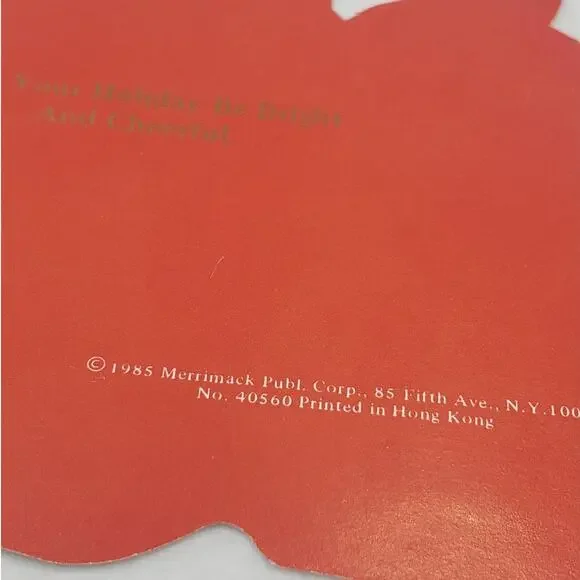 Your Holiday Be Bright
And Cheerful
© 1985 Merrimack Publ. Corp., 85 Fifth Ave., N.Y.100
No. 40560 Printed in Hong Kong